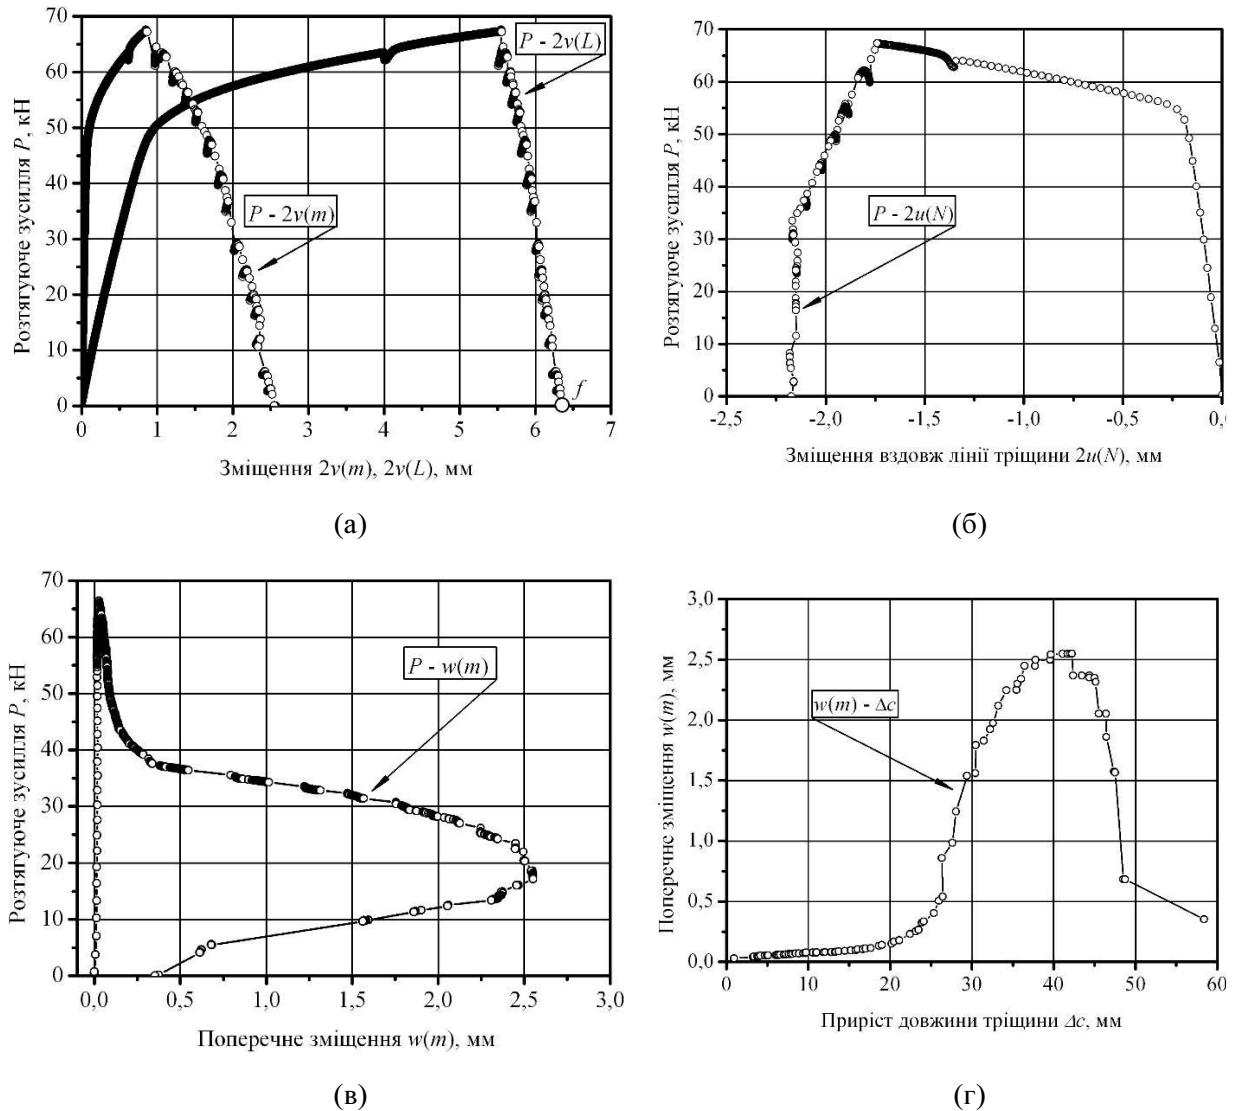 70
60
50
40
30
20
10
0
Розтягуюче зусилля P, кН
P - 2v(L)
P - 2v(m)
f
0 1 2 3 4 5 6 7
Зміщення 2v(m), 2v(L), мм
(а)
70
60
50
40
30
20
10
0
Розтягуюче зусилля P, кН
P - 2u(N)
-2,5 -2,0 -1,5 -1,0 -0,5 0,0
Зміщення вздовж лінії тріщини 2u(N), мм
(б)
70
60
50
40
30
20
10
0
Розтягуюче зусилля P, кН
P - w(m)
0,0 0,5 1,0 1,5 2,0 2,5 3,0
Поперечне зміщення w(m), мм
(в)
3,0
2,5
2,0
1,5
1,0
0,5
0,0
Поперечне зміщення w(m), мм
w(m) - Δc
0 10 20 30 40 50 60
Приріст довжини тріщини Δc, мм
(г)